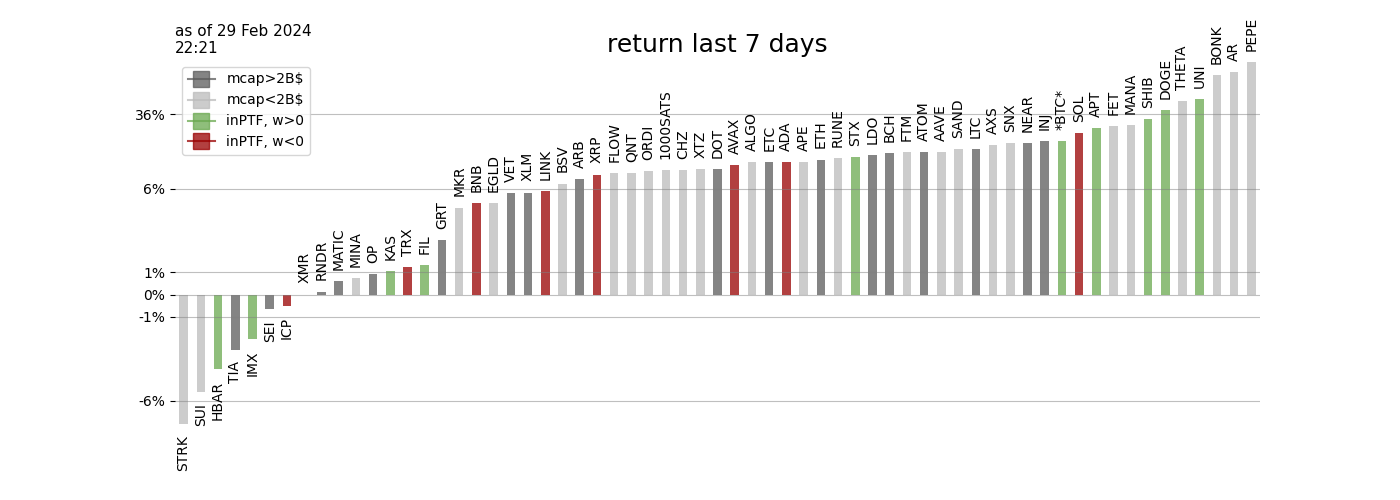 as of 29 Feb 2024
22:21
return last 7 days
mcap>2B$
mcap<2B$
inPTF, w>0
inPTF, w<0
36%
6%
1%
0%
-1%
-6%
STRK
SUI
HBAR
TIA
IMX
SEI
ICP
XMR
RNDR
MATIC
MINA
OP
KAS
TRX
FIL
GRT
MKR
BNB
EGLD
VET
XLM
LINK
BSV
ARB
XRP
FLOW
QNT
ORDI
1000SATS
CHZ
XTZ
DOT
AVAX
ALGO
ETC
ADA
APE
ETH
RUNE
STX
LDO
BCH
FTM
ATOM
AAVE
SAND
LTC
AXS
SNX
NEAR
INJ
*BTC*
SOL
APT
FET
MANA
SHIB
DOGE
THETA
UNI
BONK
AR
PEPE